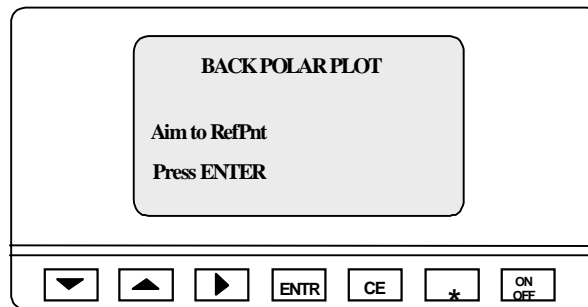 BACK POLAR PLOT
Aim to RefPnt
Press ENTER
ENTR CE * ON OFF